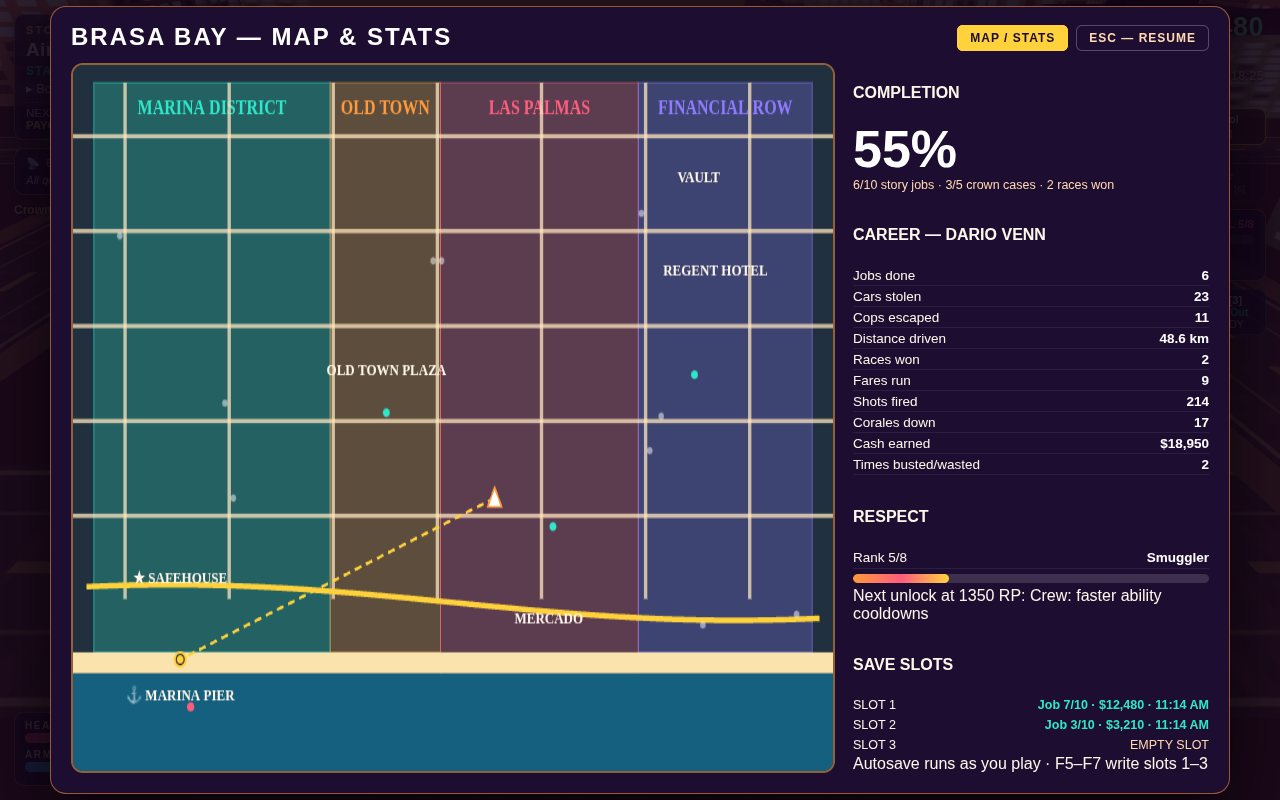 BRASA BAY — MAP & STATS
MAP / STATS
ESC — RESUME
MARINA DISTRICT
OLD TOWN
LAS PALMAS
FINANCIAL ROW
VAULT
REGENT HOTEL
OLD TOWN PLAZA
★ SAFEHOUSE
MERCADO
⚓ MARINA PIER
COMPLETION
55%
6/10 story jobs · 3/5 crown cases · 2 races won
CAREER — DARIO VENN
Jobs done 6
Cars stolen 23
Cops escaped 11
Distance driven 48.6 km
Races won 2
Fares run 9
Shots fired 214
Corales down 17
Cash earned $18,950
Times busted/wasted 2
RESPECT
Rank 5/8 Smuggler
Next unlock at 1350 RP: Crew: faster ability
cooldowns
SAVE SLOTS
SLOT 1 Job 7/10 · $12,480 · 11:14 AM
SLOT 2 Job 3/10 · $3,210 · 11:14 AM
SLOT 3 EMPTY SLOT
Autosave runs as you play · F5–F7 write slots 1–3